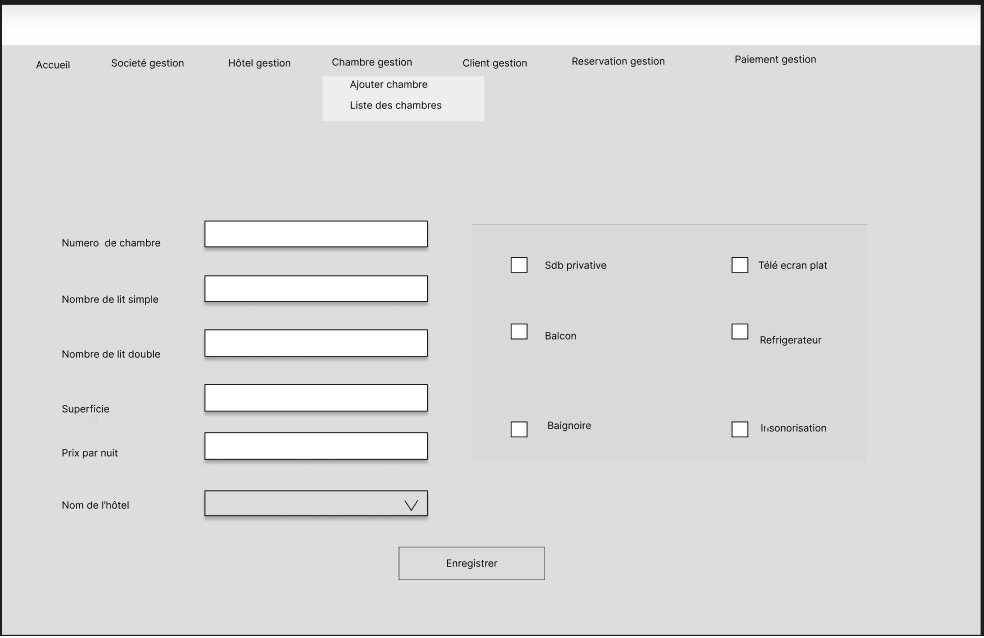 Accueil
Societé gestion
Hôtel gestion
Chambre gestion
Client gestion
Reservation gestion
Paiement gestion
Ajouter chambre
Liste des chambres
Numero de chambre
Nombre de lit simple
Nombre de lit double
Superficie
Prix par nuit
Nom de l'hôtel
Sdb privative
Télé ecran plat
Balcon
Refrigerateur
Baignoire
Insonorisation
Enregistrer